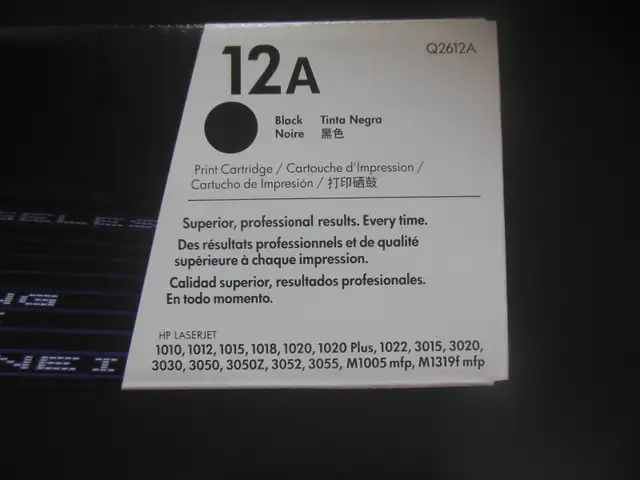 12A
Q2612A
Black Tinta Negra
Noire 黑色
Print Cartridge / Cartouche d'Impression /
Cartucho de Impresión / 打印硒鼓
Superior, professional results. Every time.
Des résultats professionnels et de qualité
supérieure à chaque impression.
Calidad superior, resultados profesionales.
En todo momento.
HP LASERJET
1010, 1012, 1015, 1018, 1020, 1020 Plus, 1022, 3015, 3020,
3030, 3050, 3050Z, 3052, 3055, M1005 mfp, M1319f mfp